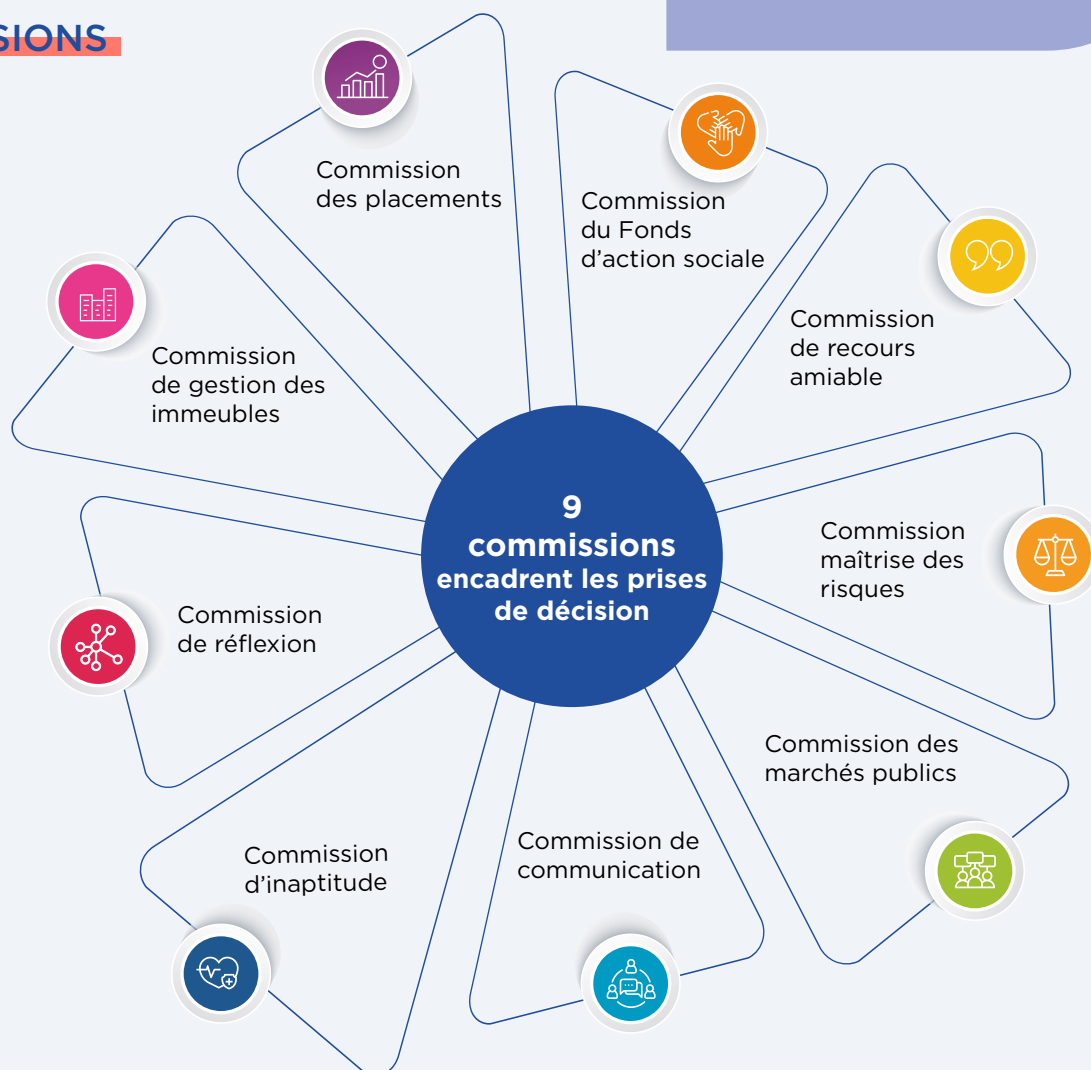 SIONS
Commission
des placements
Commission
du Fonds
d’action sociale
Commission
de recours
amiable
Commission
maîtrise des
risques
Commission des
marchés publics
Commission de
communication
Commission
d’inaptitude
Commission
de réflexion
Commission
de gestion des
immeubles
9
commissions
encadrent les prises
de décision